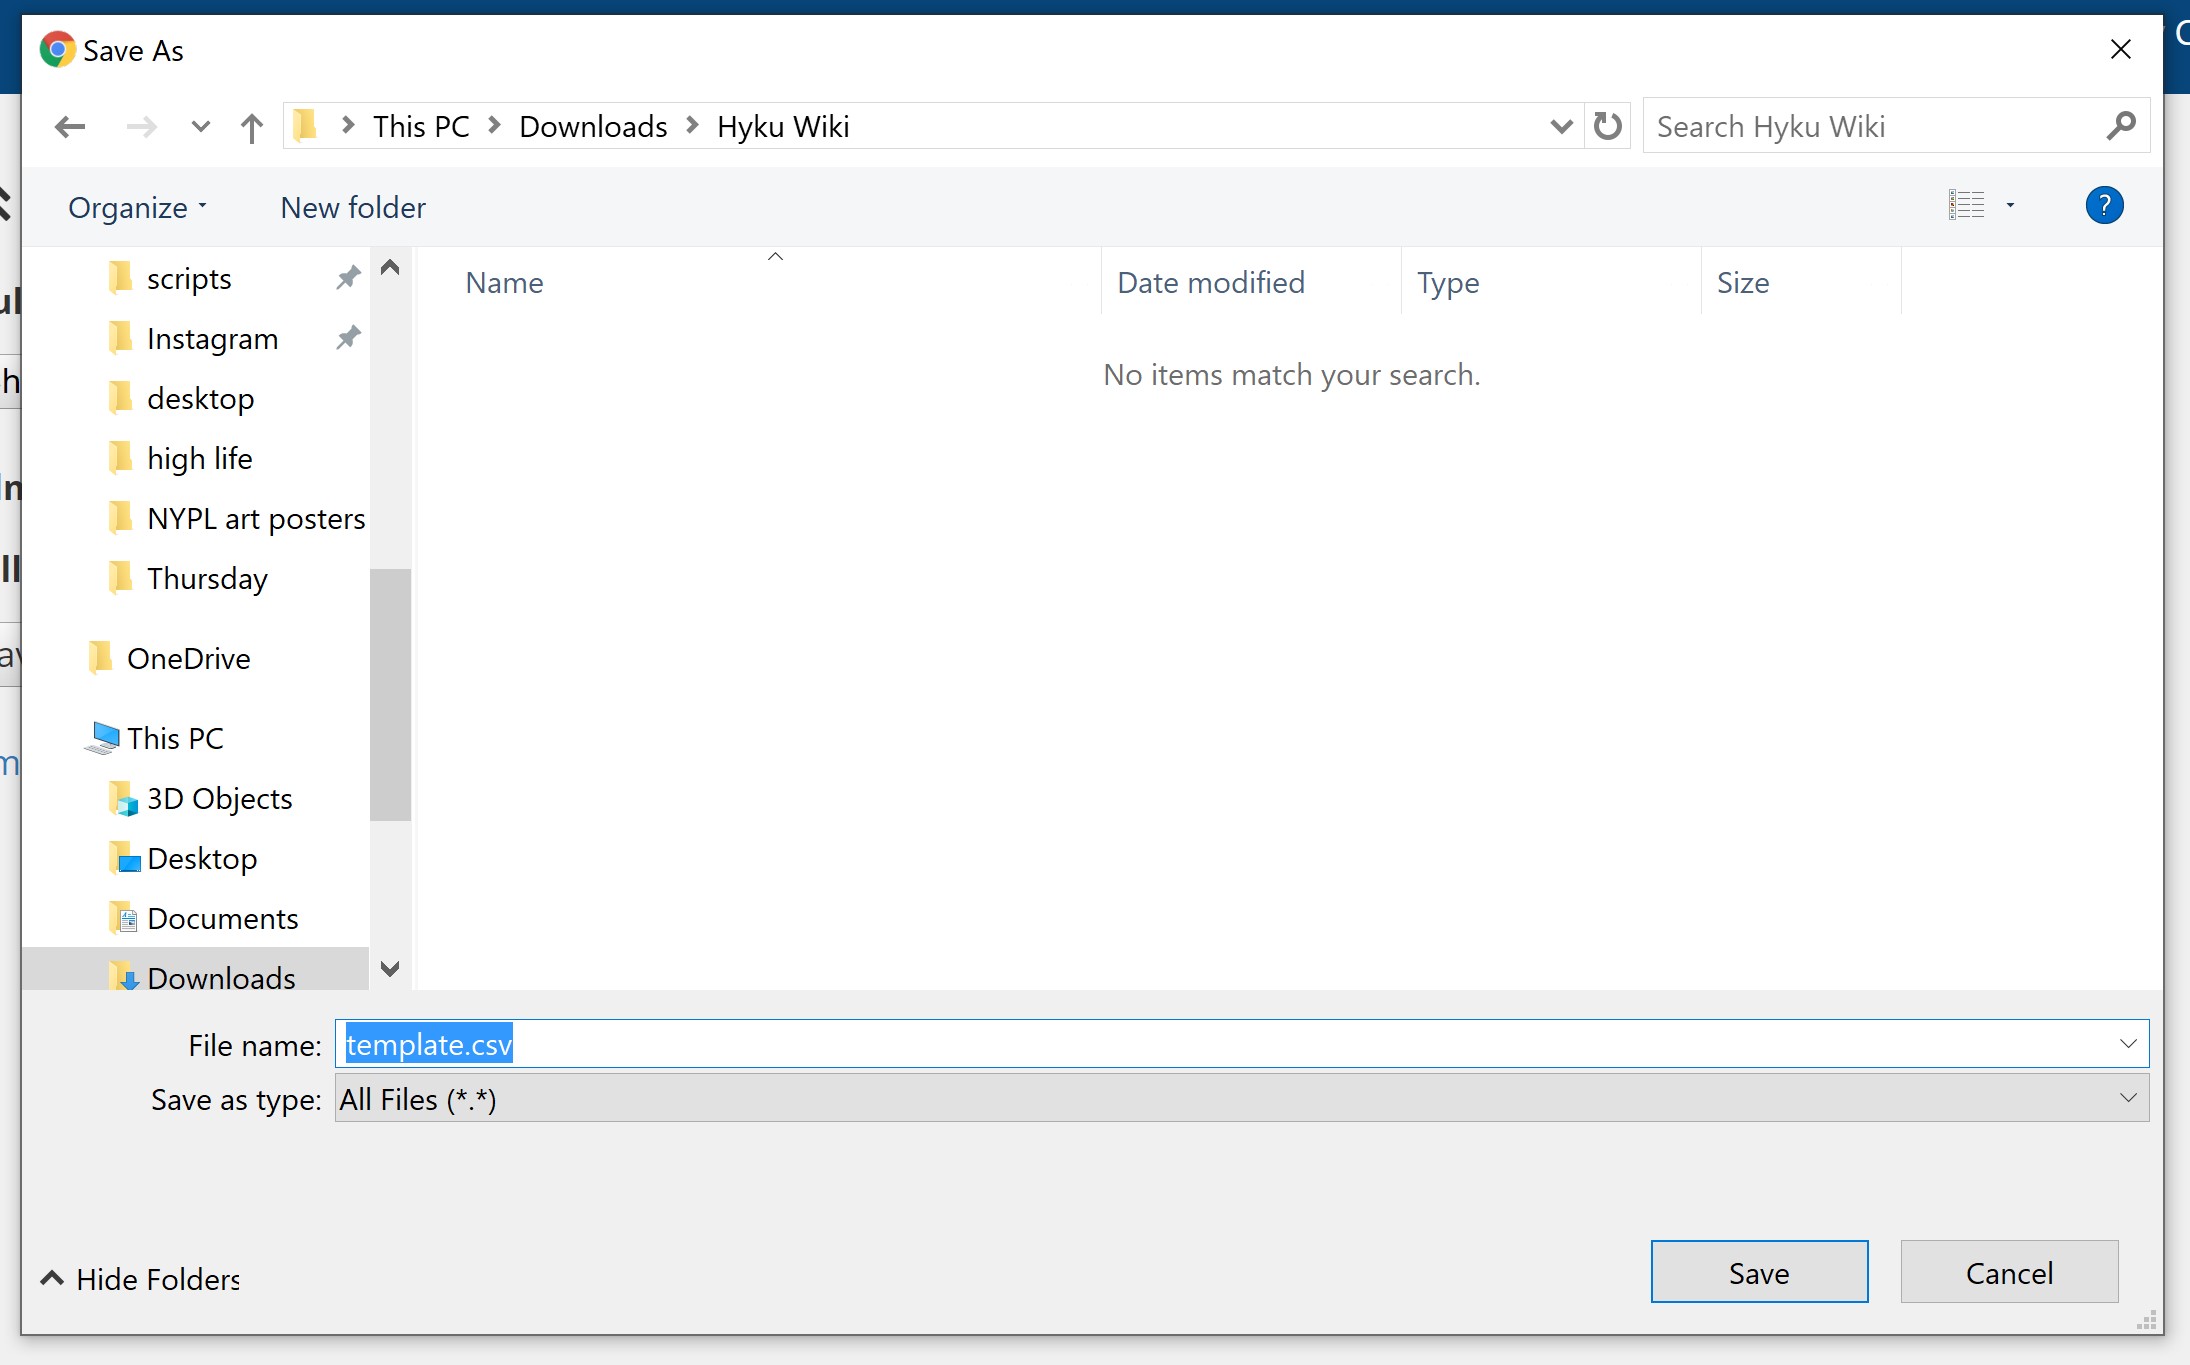 Save As
This PC > Downloads > Hyku Wiki
Search Hyku Wiki
Organize
New folder
?
Name
Date modified
Type
Size
No items match your search.
scripts
Instagram
desktop
high life
NYPL art posters
Thursday
OneDrive
This PC
3D Objects
Desktop
Documents
Downloads
File name: template.csv
Save as type: All Files (*.*)
Hide Folders
Save
Cancel